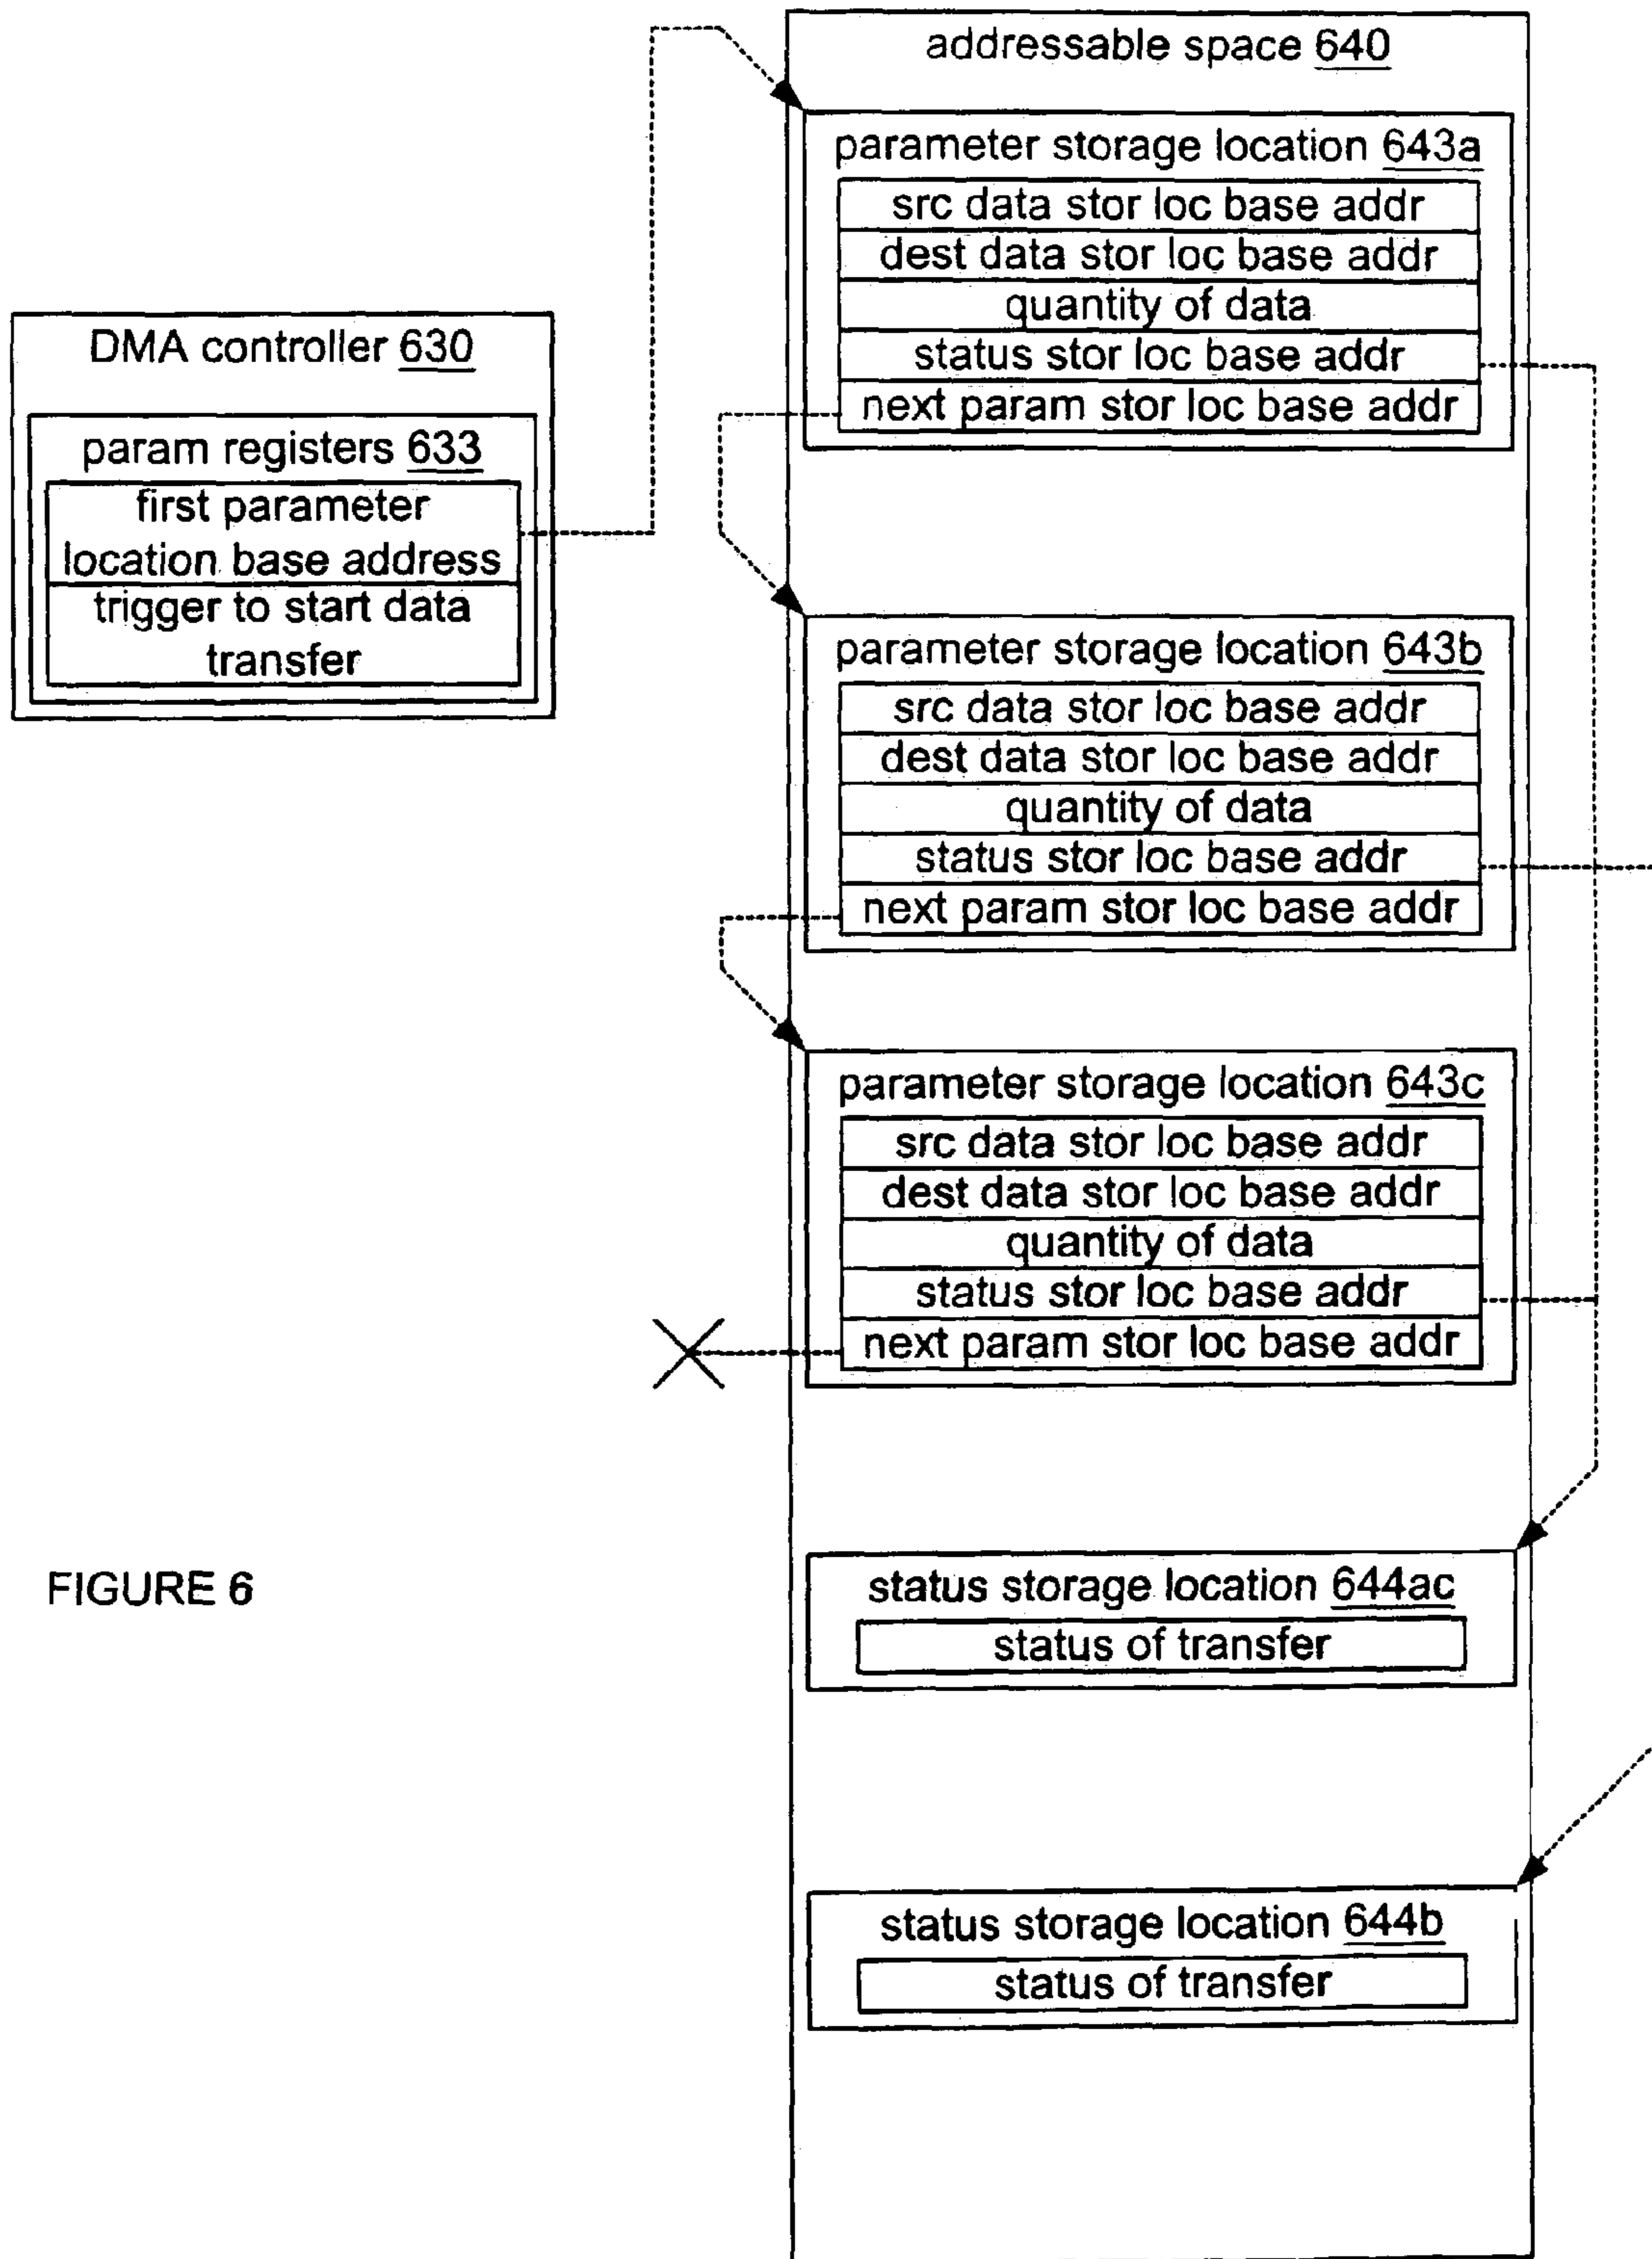 addressable space 640
parameter storage location 643a
src data stor loc base addr
dest data stor loc base addr
quantity of data
status stor loc base addr
next param stor loc base addr
DMA controller 630
param registers 633
first parameter
location base address
trigger to start data
transfer
parameter storage location 643b
src data stor loc base addr
dest data stor loc base addr
quantity of data
status stor loc base addr
next param stor loc base addr
parameter storage location 643c
src data stor loc base addr
dest data stor loc base addr
quantity of data
status stor loc base addr
next param stor loc base addr
FIGURE 6
status storage location 644ac
status of transfer
status storage location 644b
status of transfer